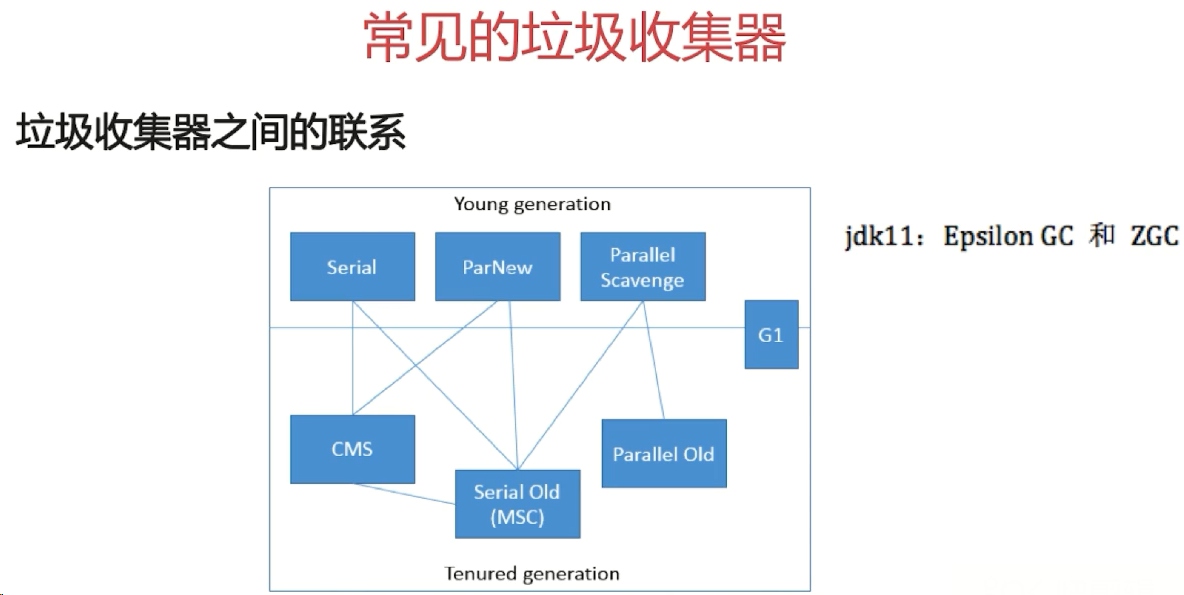 常见的垃圾收集器
垃圾收集器之间的联系
Young generation
jdk11：Epsilon GC 和 ZGC
Serial
ParNew
Parallel
Scavenge
G1
CMS
Parallel Old
Serial Old
(MSC)
Tenured generation